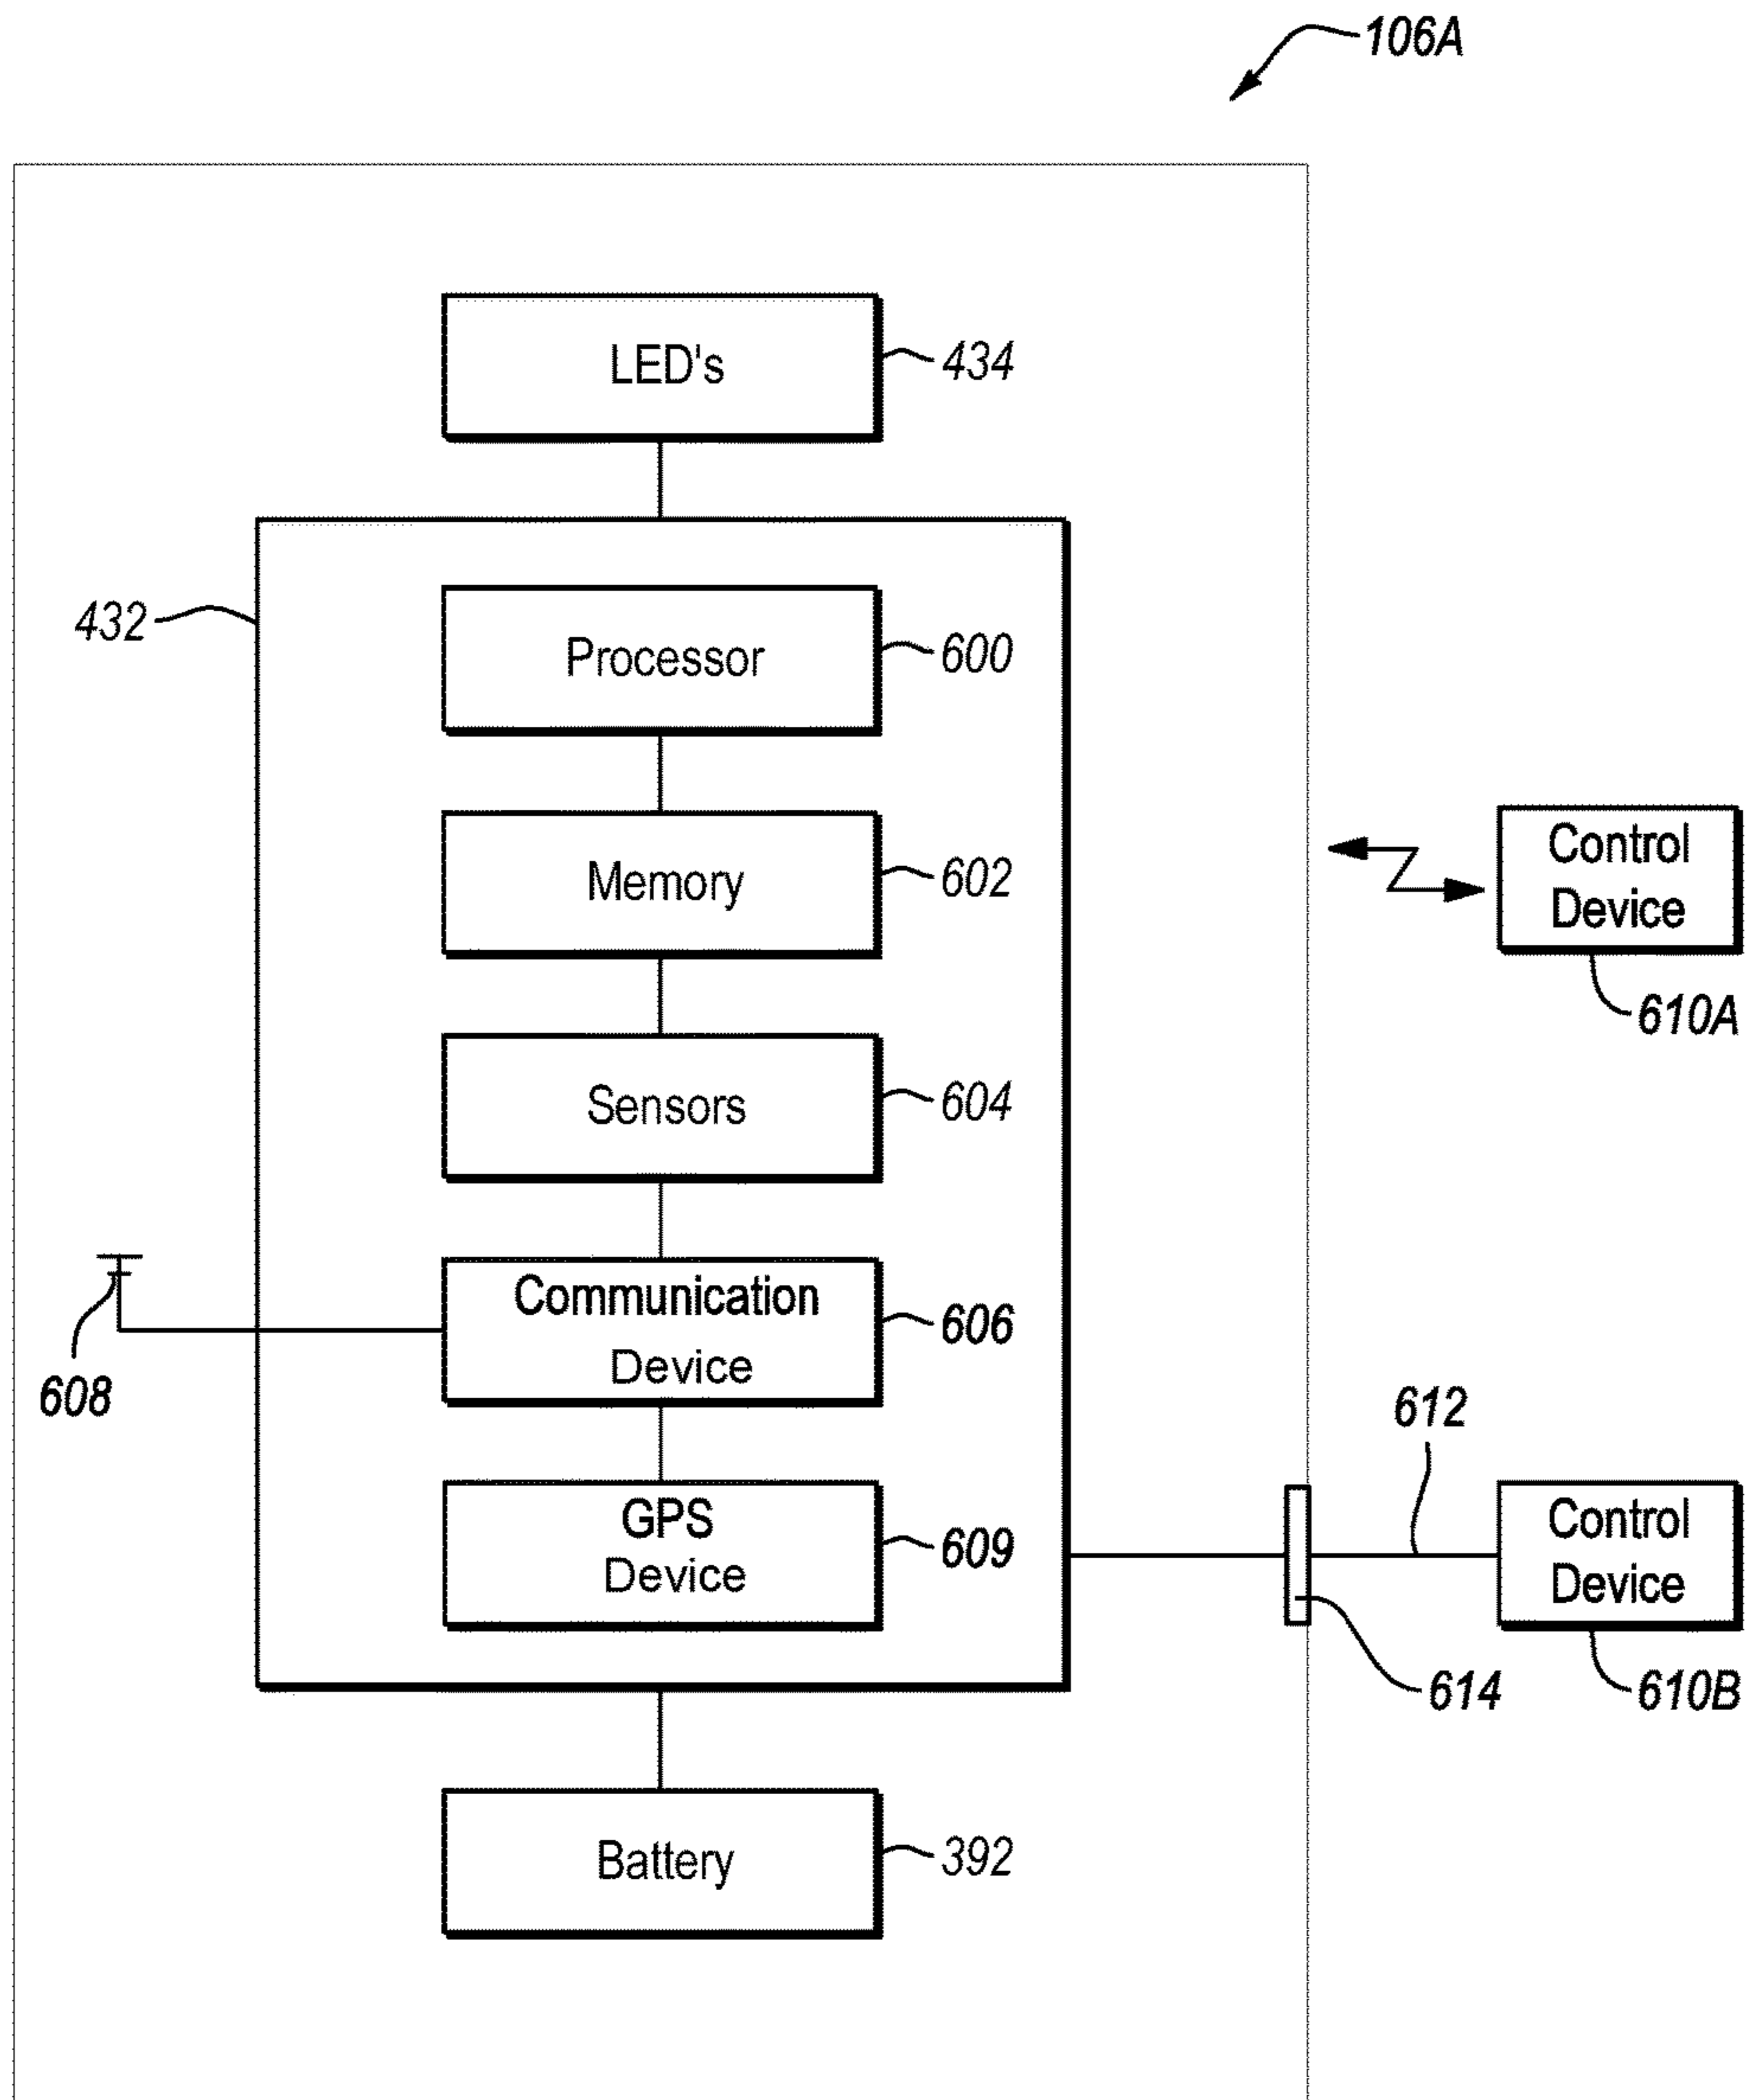 106A
LED's
434
432
Processor
600
Memory
602
Control
Device
610A
Sensors
604
Communication
Device
606
608
GPS
Device
609
612
Control
Device
614
610B
Battery
392